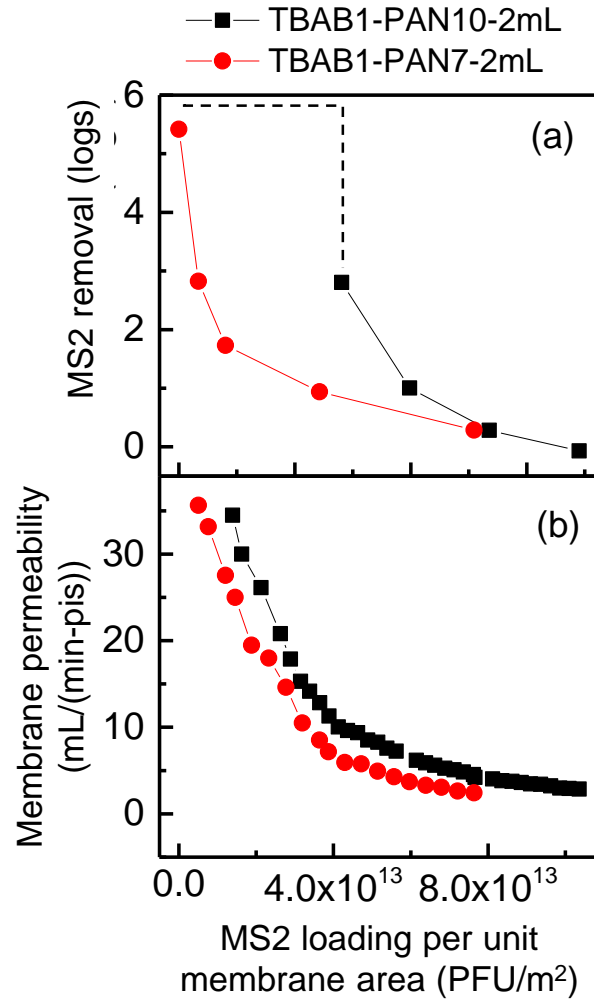 TBAB1-PAN10-2mL
TBAB1-PAN7-2mL
(a)
MS2 removal (logs)
6
4
2
0
(b)
Membrane permeability
(mL/(min-pis))
30
20
10
0
0.0 4.0x10¹³ 8.0x10¹³
MS2 loading per unit
membrane area (PFU/m²)